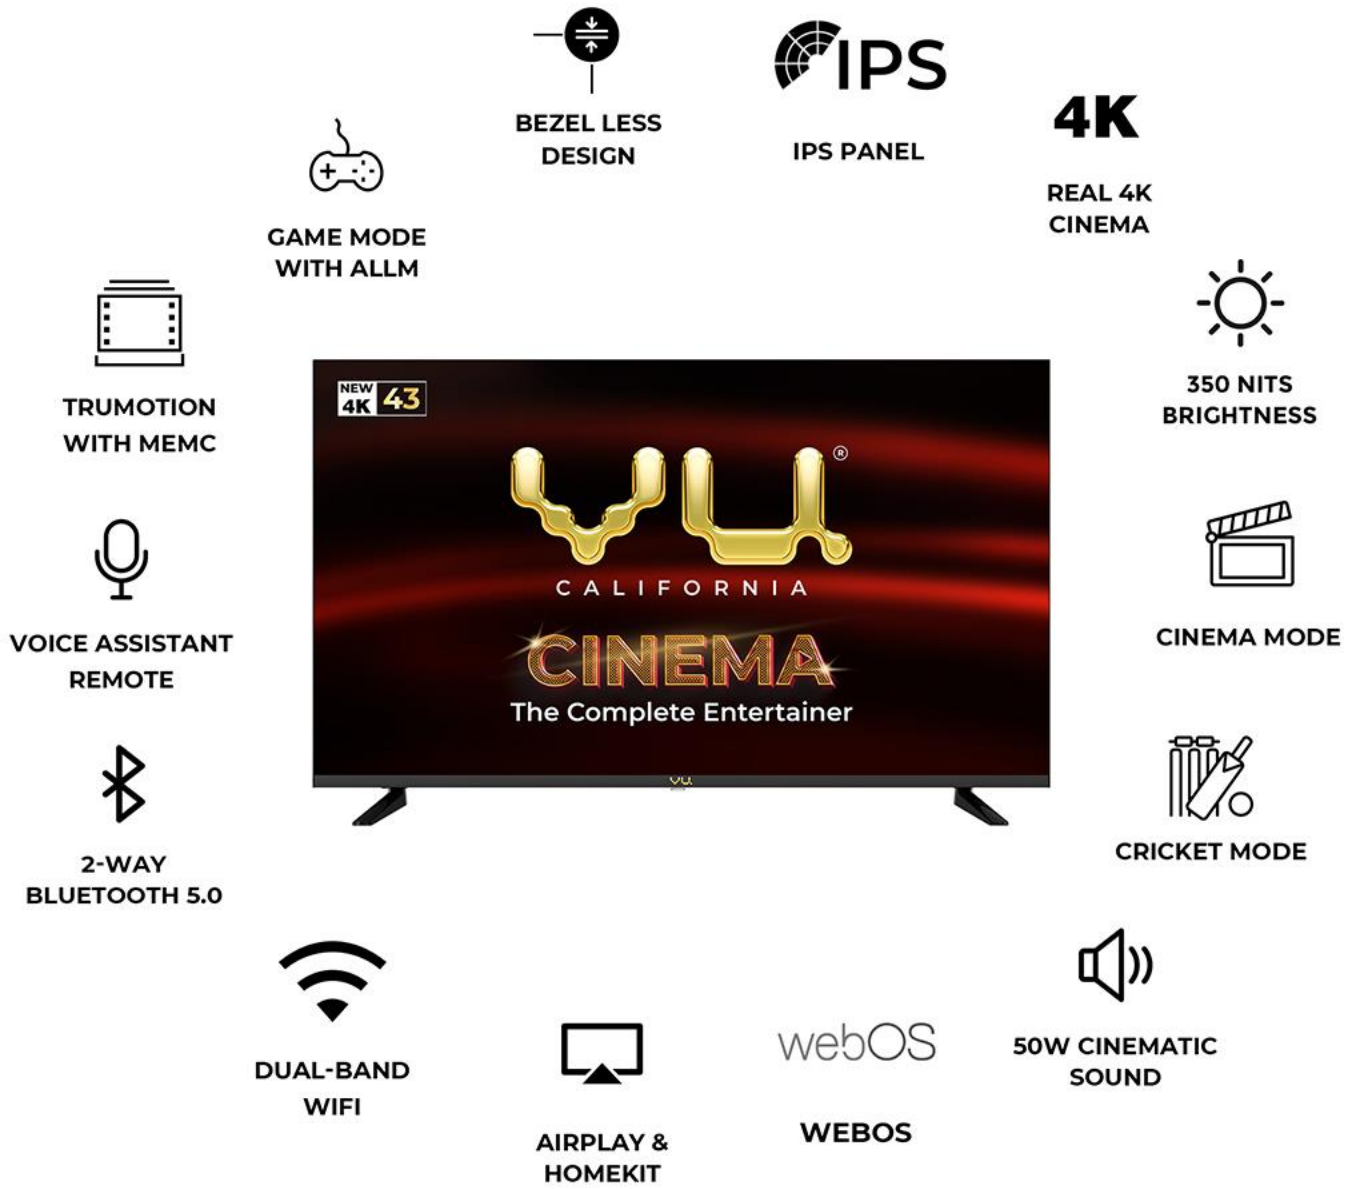 BEZEL LESS
DESIGN
IPS
IPS PANEL
4K
REAL 4K
CINEMA
GAME MODE
WITH ALLM
350 NITS
BRIGHTNESS
TRUMOTION
WITH MEMC
NEW
4K 43
vu.®
CALIFORNIA
CINEMA
The Complete Entertainer
vu.
CINEMA MODE
VOICE ASSISTANT
REMOTE
CRICKET MODE
2-WAY
BLUETOOTH 5.0
50W CINEMATIC
SOUND
DUAL-BAND
WIFI
webOS
WEBOS
AIRPLAY &
HOMEKIT